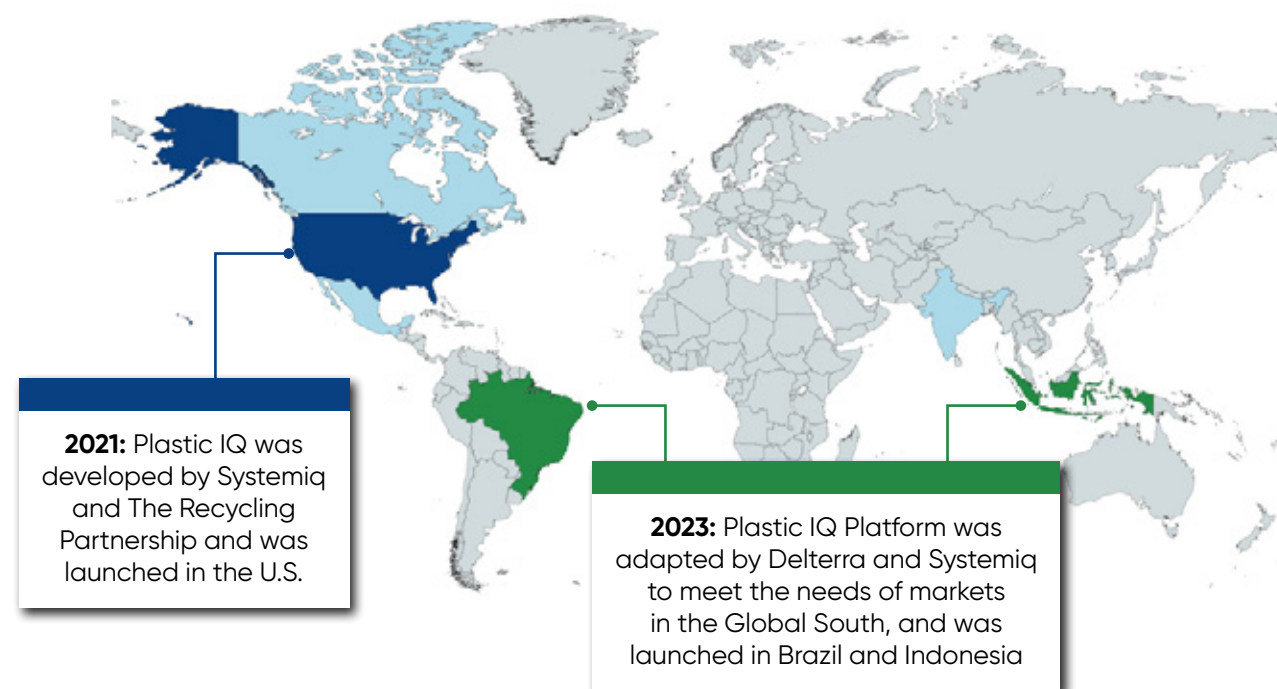 2021: Plastic IQ was
developed by Systemiq
and The Recycling
Partnership and was
launched in the U.S.
2023: Plastic IQ Platform was
adapted by Delterra and Systemiq
to meet the needs of markets
in the Global South, and was
launched in Brazil and Indonesia